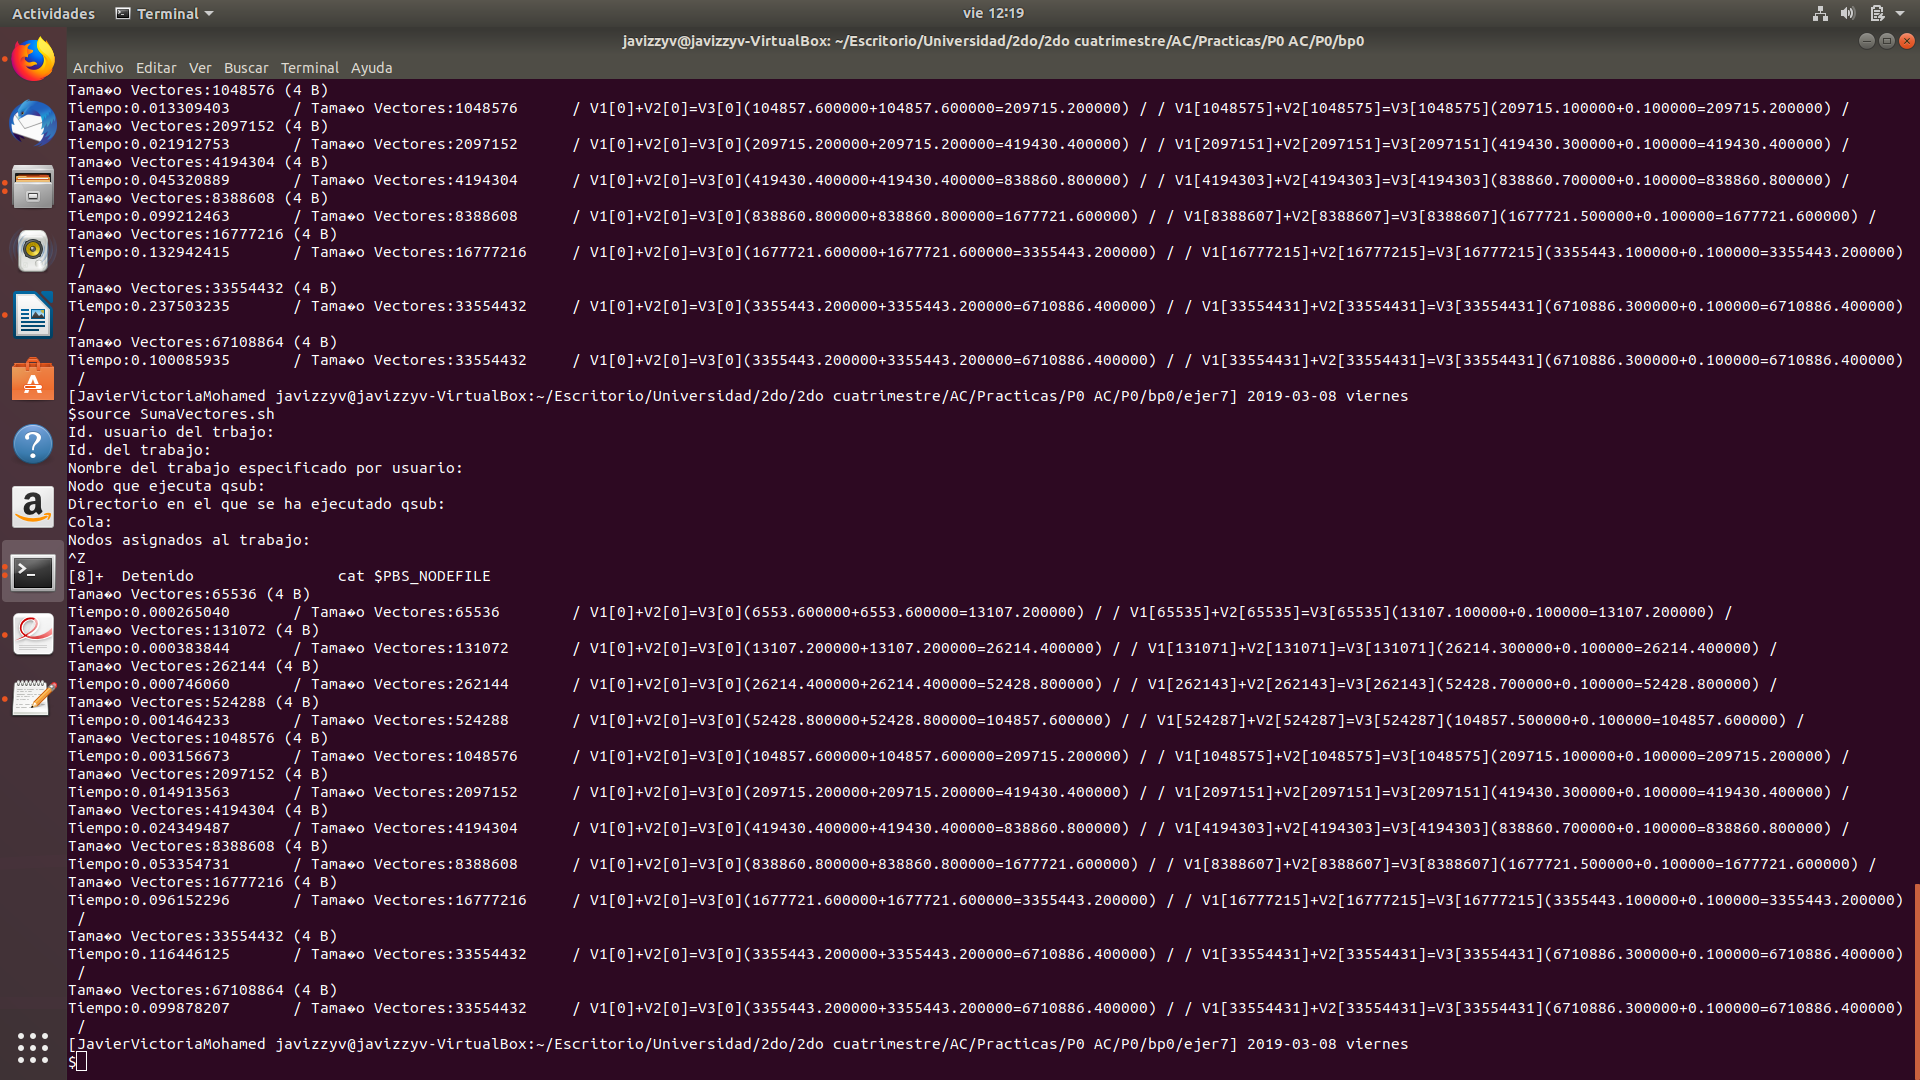 Actividades
Terminal
vie 12:19
javizzyv@javizzyv-VirtualBox: ~/Escritorio/Universidad/2do/2do cuatrimestre/AC/Practicas/P0 AC/P0/bp0
Archivo Editar Ver Buscar Terminal Ayuda
Tama�o Vectores:1048576 (4 B)
Tiempo:0.013309403 / Tama�o Vectores:1048576 / V1[0]+V2[0]=V3[0](104857.600000+104857.600000=209715.200000) / / V1[1048575]+V2[1048575]=V3[1048575](209715.100000+0.100000=209715.200000) /
Tama�o Vectores:2097152 (4 B)
Tiempo:0.021912753 / Tama�o Vectores:2097152 / V1[0]+V2[0]=V3[0](209715.200000+209715.200000=419430.400000) / / V1[2097151]+V2[2097151]=V3[2097151](419430.300000+0.100000=419430.400000) /
Tama�o Vectores:4194304 (4 B)
Tiempo:0.045320889 / Tama�o Vectores:4194304 / V1[0]+V2[0]=V3[0](419430.400000+419430.400000=838860.800000) / / V1[4194303]+V2[4194303]=V3[4194303](838860.700000+0.100000=838860.800000) /
Tama�o Vectores:8388608 (4 B)
Tiempo:0.099212463 / Tama�o Vectores:8388608 / V1[0]+V2[0]=V3[0](838860.800000+838860.800000=1677721.600000) / / V1[8388607]+V2[8388607]=V3[8388607](1677721.500000+0.100000=1677721.600000) /
Tama�o Vectores:16777216 (4 B)
Tiempo:0.132942415 / Tama�o Vectores:16777216 / V1[0]+V2[0]=V3[0](1677721.600000+1677721.600000=3355443.200000) / / V1[16777215]+V2[16777215]=V3[16777215](3355443.100000+0.100000=3355443.200000)
/
Tama�o Vectores:33554432 (4 B)
Tiempo:0.237503235 / Tama�o Vectores:33554432 / V1[0]+V2[0]=V3[0](3355443.200000+3355443.200000=6710886.400000) / / V1[33554431]+V2[33554431]=V3[33554431](6710886.300000+0.100000=6710886.400000)
/
Tama�o Vectores:67108864 (4 B)
Tiempo:0.100085935 / Tama�o Vectores:33554432 / V1[0]+V2[0]=V3[0](3355443.200000+3355443.200000=6710886.400000) / / V1[33554431]+V2[33554431]=V3[33554431](6710886.300000+0.100000=6710886.400000)
/
[JavierVictoriaMohamed javizzyv@javizzyv-VirtualBox:~/Escritorio/Universidad/2do/2do cuatrimestre/AC/Practicas/P0 AC/P0/bp0/ejer7] 2019-03-08 viernes
$source SumaVectores.sh
Id. usuario del trbajo:
Id. del trabajo:
Nombre del trabajo especificado por usuario:
Nodo que ejecuta qsub:
Directorio en el que se ha ejecutado qsub:
Cola:
Nodos asignados al trabajo:
^Z
[8]+ Detenido cat $PBS_NODEFILE
Tama�o Vectores:65536 (4 B)
Tiempo:0.000265040 / Tama�o Vectores:65536 / V1[0]+V2[0]=V3[0](6553.600000+6553.600000=13107.200000) / / V1[65535]+V2[65535]=V3[65535](13107.100000+0.100000=13107.200000) /
Tama�o Vectores:131072 (4 B)
Tiempo:0.000383844 / Tama�o Vectores:131072 / V1[0]+V2[0]=V3[0](13107.200000+13107.200000=26214.400000) / / V1[131071]+V2[131071]=V3[131071](26214.300000+0.100000=26214.400000) /
Tama�o Vectores:262144 (4 B)
Tiempo:0.000746060 / Tama�o Vectores:262144 / V1[0]+V2[0]=V3[0](26214.400000+26214.400000=52428.800000) / / V1[262143]+V2[262143]=V3[262143](52428.700000+0.100000=52428.800000) /
Tama�o Vectores:524288 (4 B)
Tiempo:0.001464233 / Tama�o Vectores:524288 / V1[0]+V2[0]=V3[0](52428.800000+52428.800000=104857.600000) / / V1[524287]+V2[524287]=V3[524287](104857.500000+0.100000=104857.600000) /
Tama�o Vectores:1048576 (4 B)
Tiempo:0.003156673 / Tama�o Vectores:1048576 / V1[0]+V2[0]=V3[0](104857.600000+104857.600000=209715.200000) / / V1[1048575]+V2[1048575]=V3[1048575](209715.100000+0.100000=209715.200000) /
Tama�o Vectores:2097152 (4 B)
Tiempo:0.014913563 / Tama�o Vectores:2097152 / V1[0]+V2[0]=V3[0](209715.200000+209715.200000=419430.400000) / / V1[2097151]+V2[2097151]=V3[2097151](419430.300000+0.100000=419430.400000) /
Tama�o Vectores:4194304 (4 B)
Tiempo:0.024349487 / Tama�o Vectores:4194304 / V1[0]+V2[0]=V3[0](419430.400000+419430.400000=838860.800000) / / V1[4194303]+V2[4194303]=V3[4194303](838860.700000+0.100000=838860.800000) /
Tama�o Vectores:8388608 (4 B)
Tiempo:0.053354731 / Tama�o Vectores:8388608 / V1[0]+V2[0]=V3[0](838860.800000+838860.800000=1677721.600000) / / V1[8388607]+V2[8388607]=V3[8388607](1677721.500000+0.100000=1677721.600000) /
Tama�o Vectores:16777216 (4 B)
Tiempo:0.096152296 / Tama�o Vectores:16777216 / V1[0]+V2[0]=V3[0](1677721.600000+1677721.600000=3355443.200000) / / V1[16777215]+V2[16777215]=V3[16777215](3355443.100000+0.100000=3355443.200000)
/
Tama�o Vectores:33554432 (4 B)
Tiempo:0.116446125 / Tama�o Vectores:33554432 / V1[0]+V2[0]=V3[0](3355443.200000+3355443.200000=6710886.400000) / / V1[33554431]+V2[33554431]=V3[33554431](6710886.300000+0.100000=6710886.400000)
/
Tama�o Vectores:67108864 (4 B)
Tiempo:0.099878207 / Tama�o Vectores:33554432 / V1[0]+V2[0]=V3[0](3355443.200000+3355443.200000=6710886.400000) / / V1[33554431]+V2[33554431]=V3[33554431](6710886.300000+0.100000=6710886.400000)
/
[JavierVictoriaMohamed javizzyv@javizzyv-VirtualBox:~/Escritorio/Universidad/2do/2do cuatrimestre/AC/Practicas/P0 AC/P0/bp0/ejer7] 2019-03-08 viernes
$